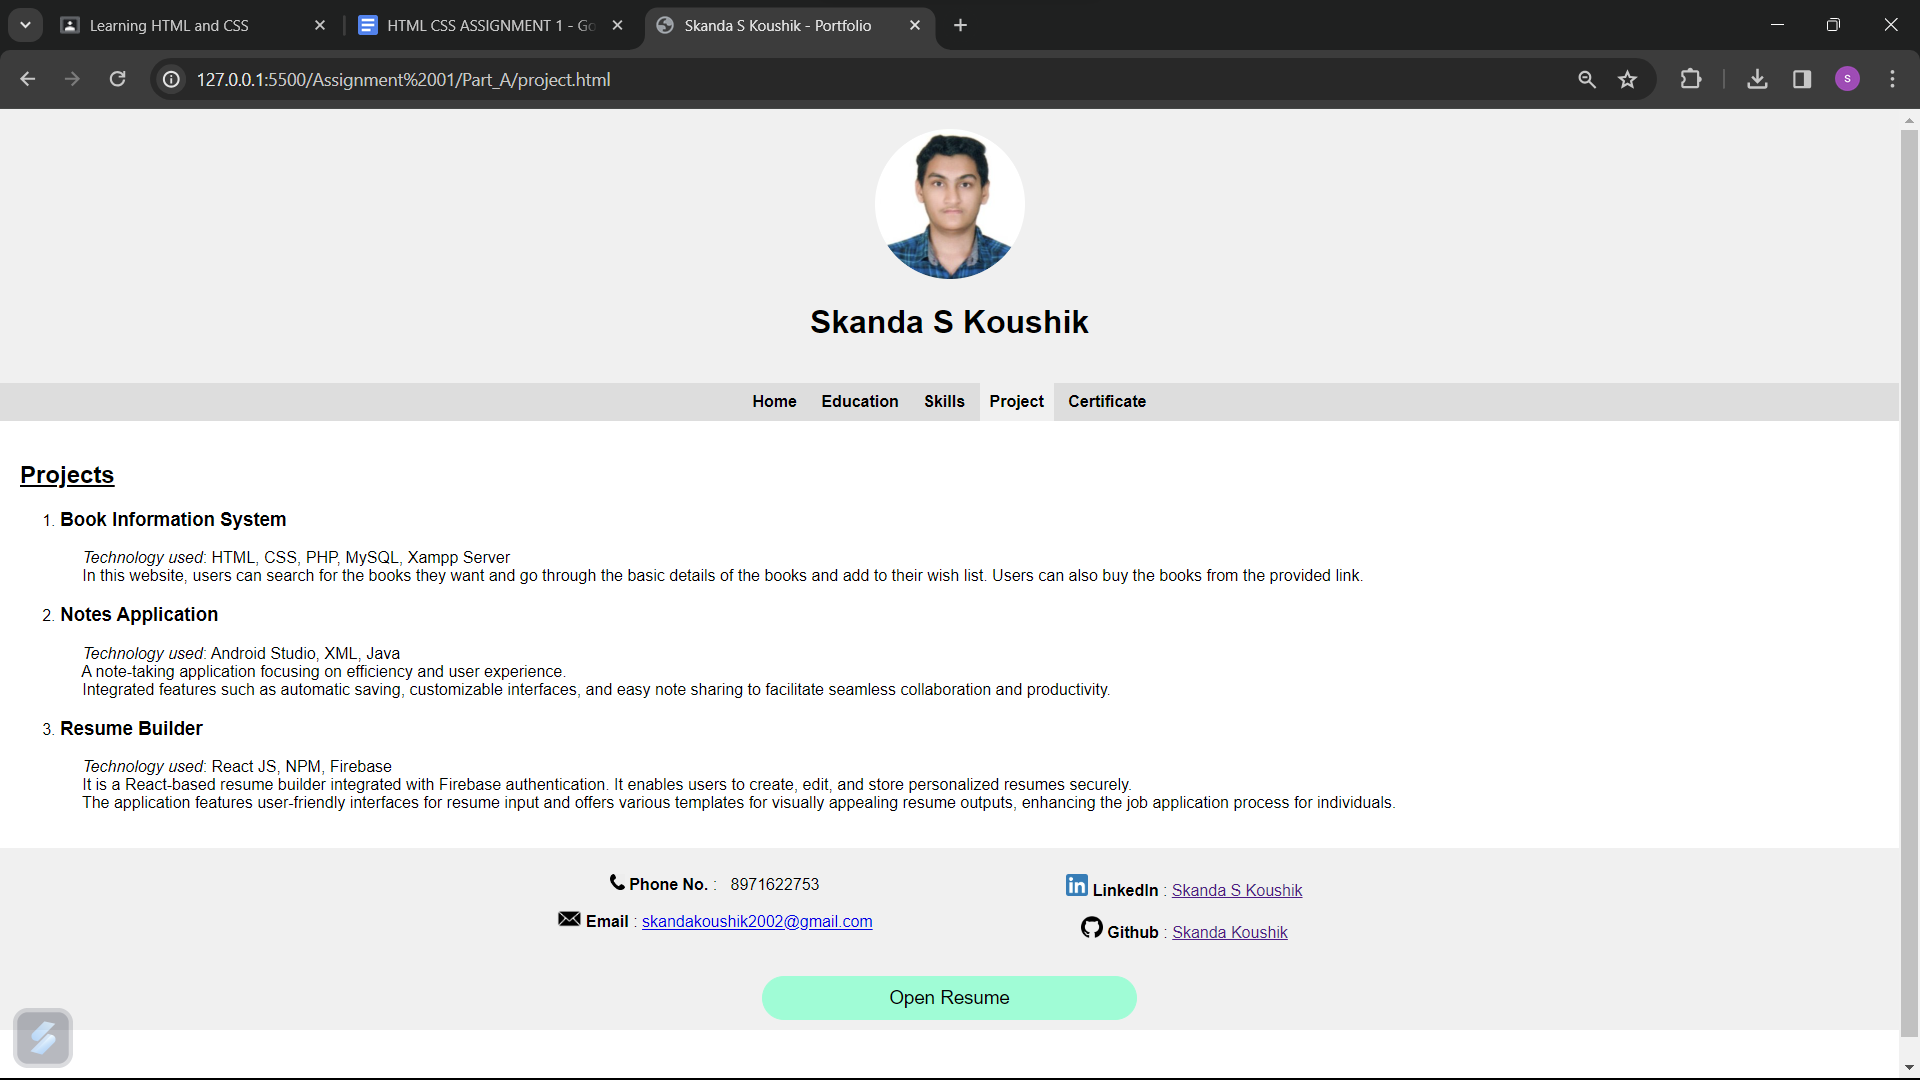 Learning HTML and CSS
HTML CSS ASSIGNMENT 1 - Go
Skanda S Koushik - Portfolio
127.0.0.1:5500/Assignment%2001/Part_A/project.html
S
Skanda S Koushik
Home Education Skills Project Certificate
Projects
1. Book Information System
Technology used: HTML, CSS, PHP, MySQL, Xampp Server
In this website, users can search for the books they want and go through the basic details of the books and add to their wish list. Users can also buy the books from the provided link.
2. Notes Application
Technology used: Android Studio, XML, Java
A note-taking application focusing on efficiency and user experience.
Integrated features such as automatic saving, customizable interfaces, and easy note sharing to facilitate seamless collaboration and productivity.
3. Resume Builder
Technology used: React JS, NPM, Firebase
It is a React-based resume builder integrated with Firebase authentication. It enables users to create, edit, and store personalized resumes securely.
The application features user-friendly interfaces for resume input and offers various templates for visually appealing resume outputs, enhancing the job application process for individuals.
Phone No. : 8971622753
Email : skandakoushik2002@gmail.com
in LinkedIn : Skanda S Koushik
Github : Skanda Koushik
Open Resume